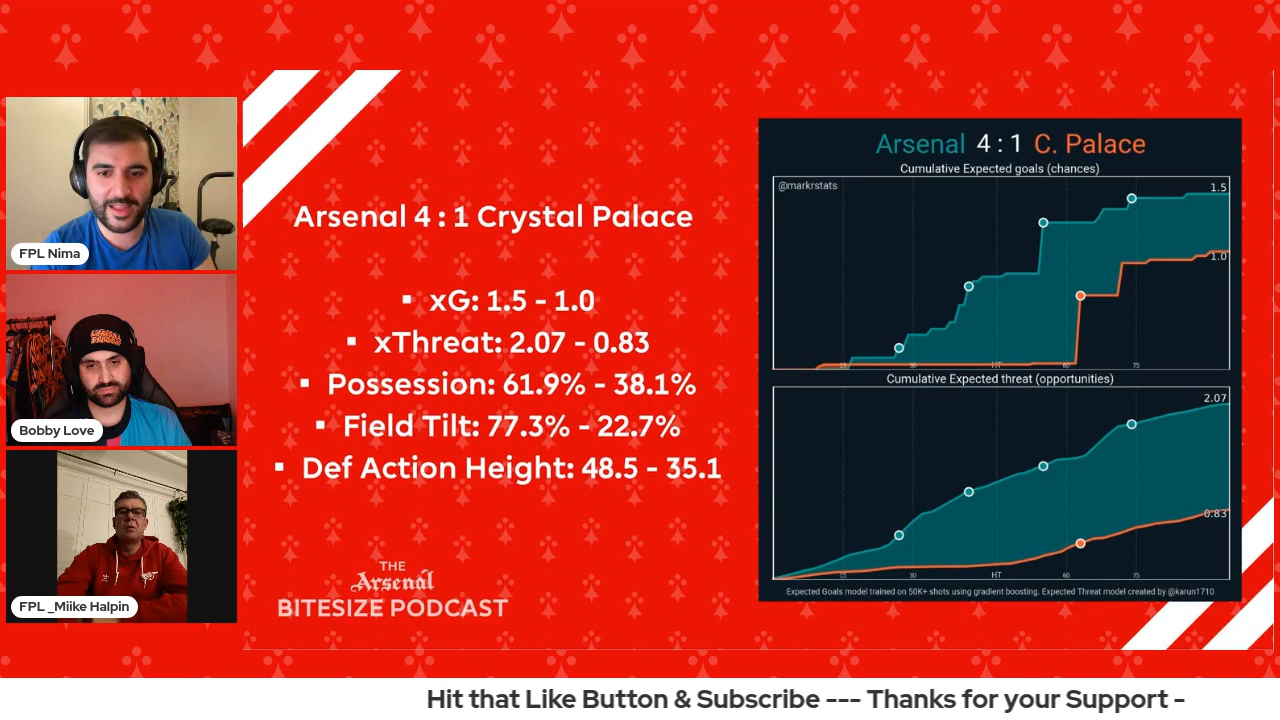 FPL Nima
Bobby Love
FPL _Miike Halpin
Arsenal 4 : 1 Crystal Palace
▪ xG: 1.5 - 1.0
▪ xThreat: 2.07 - 0.83
▪ Possession: 61.9% - 38.1%
▪ Field Tilt: 77.3% - 22.7%
▪ Def Action Height: 48.5 - 35.1
THE
Arsenal
BITESIZE PODCAST
Arsenal 4 : 1 C. Palace
Cumulative Expected goals (chances)
@markrstats
1.5
1.0
15 30 HT 60 75
Cumulative Expected threat (opportunities)
2.07
0.83
15 30 HT 60 75
Expected Goals model trained on 50K+ shots using gradient boosting. Expected Threat model created by @karun1710
Hit that Like Button & Subscribe --- Thanks for your Support -